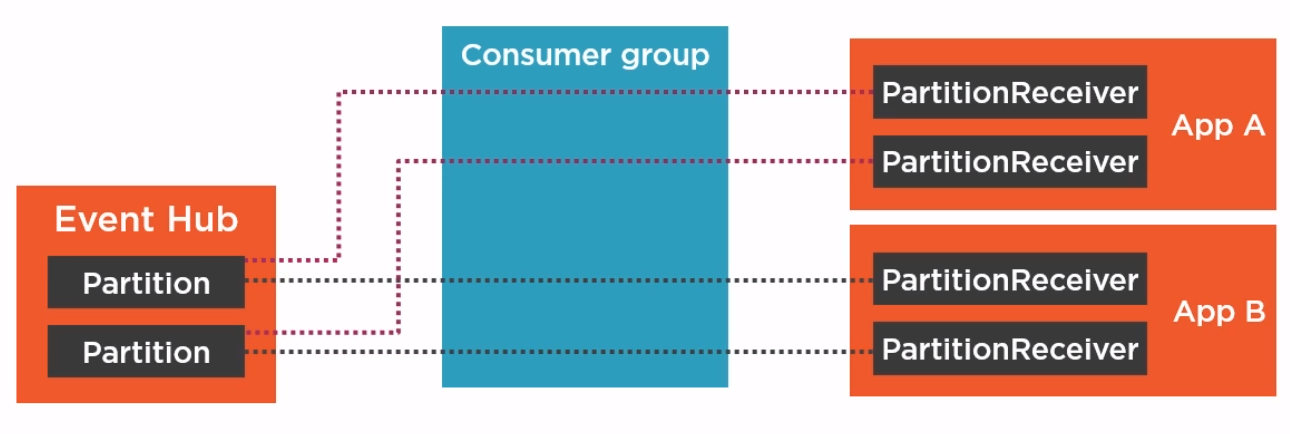 Consumer group
PartitionReceiver
PartitionReceiver
App A
Event Hub
Partition
Partition
PartitionReceiver
PartitionReceiver
App B